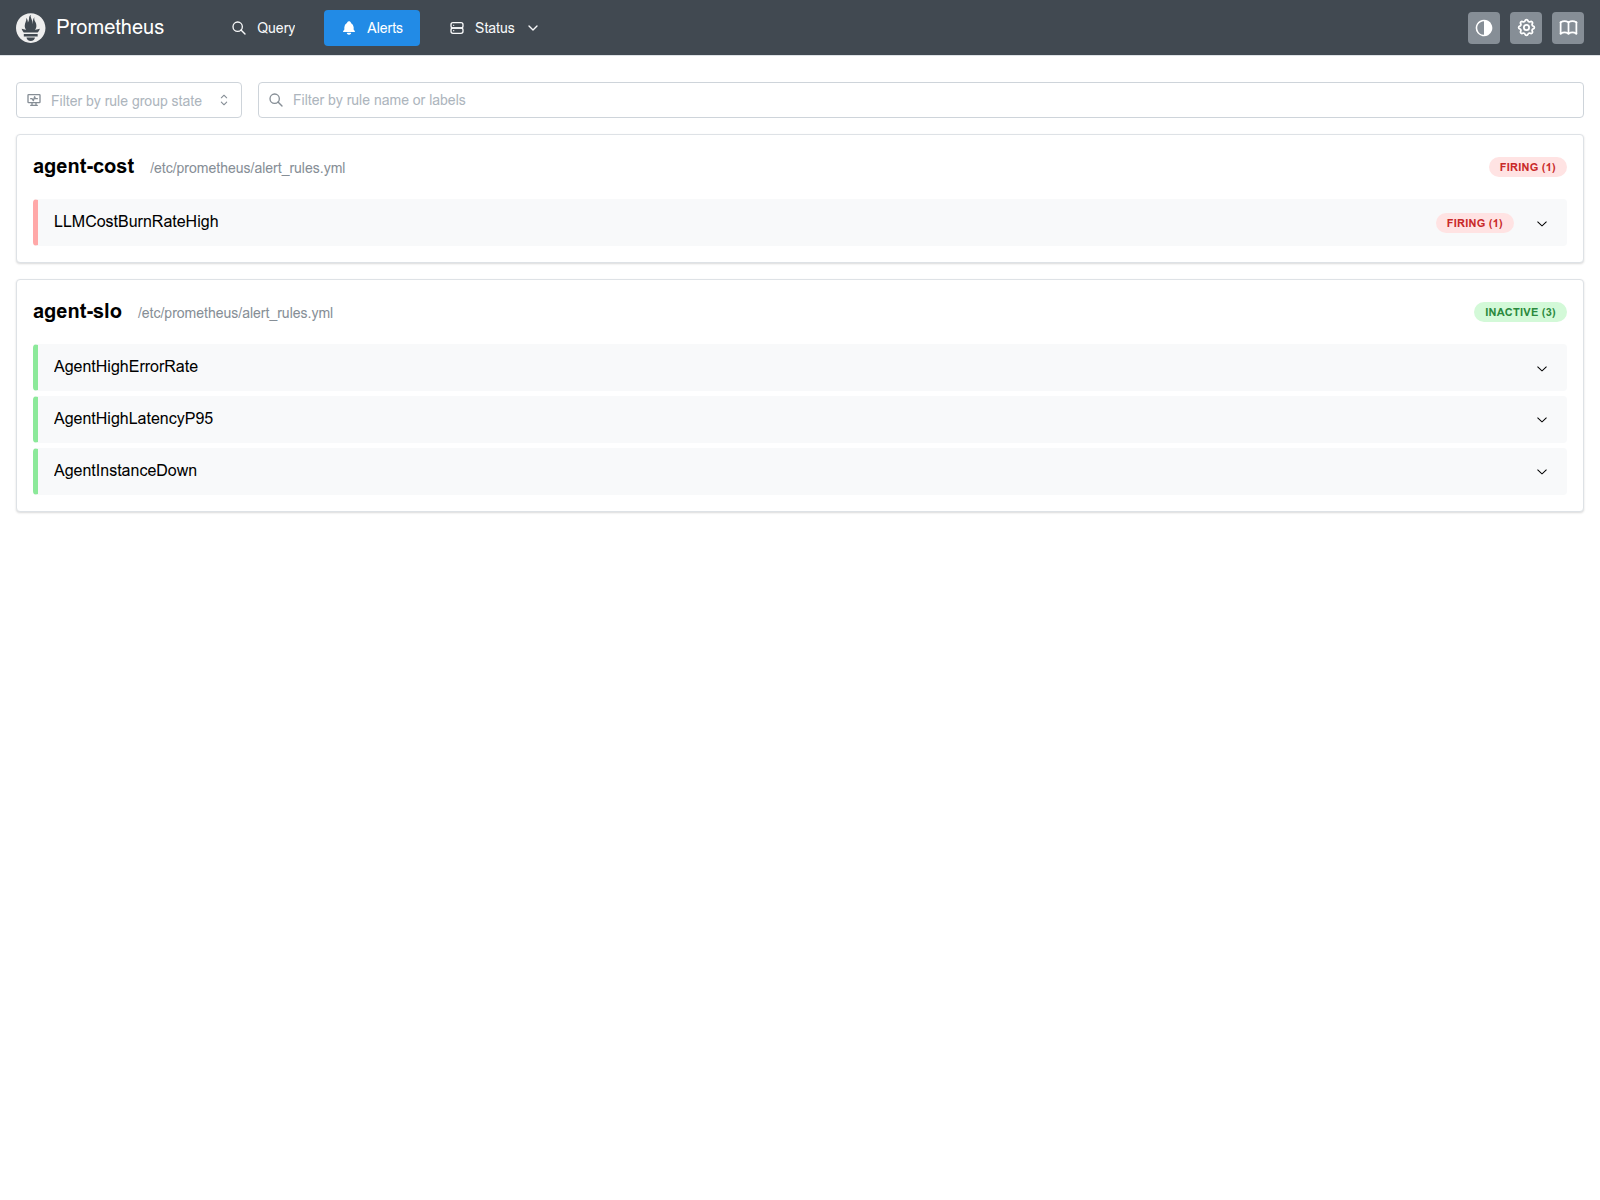 Prometheus Query Alerts Status
Filter by rule group state Filter by rule name or labels
agent-cost /etc/prometheus/alert_rules.yml FIRING (1)
LLMCostBurnRateHigh FIRING (1)
agent-slo /etc/prometheus/alert_rules.yml INACTIVE (3)
AgentHighErrorRate
AgentHighLatencyP95
AgentInstanceDown